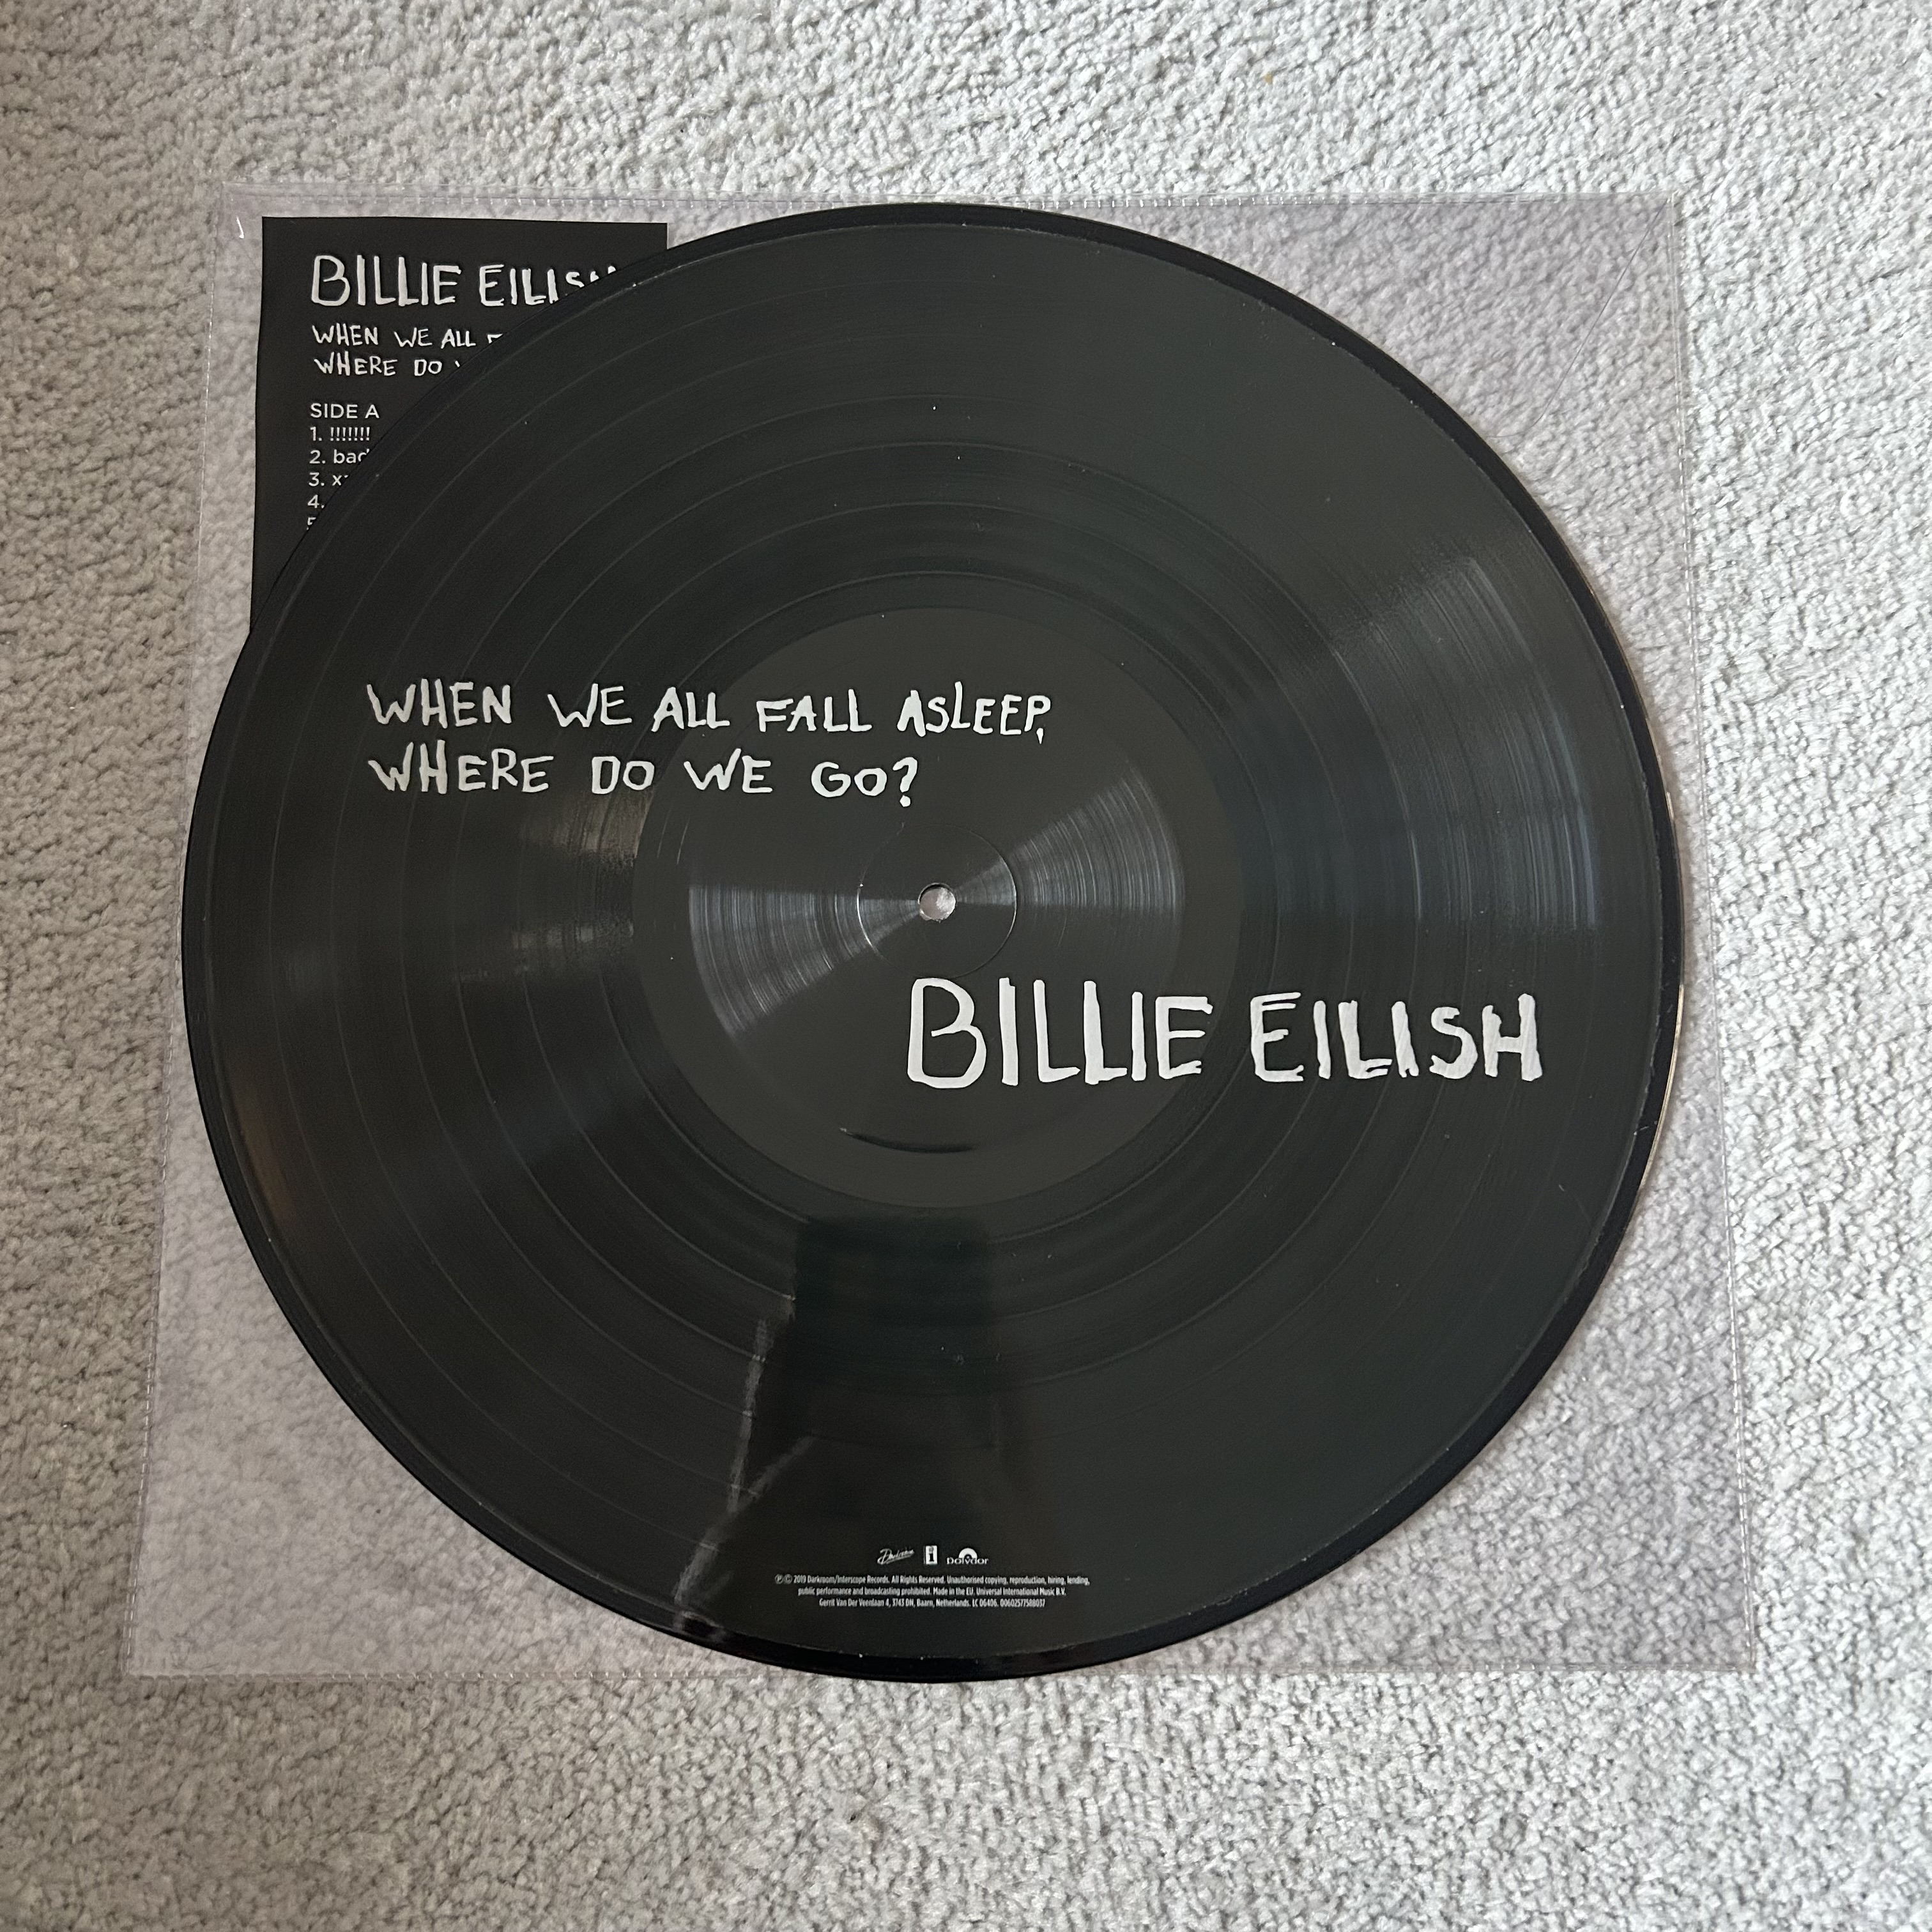 BILLIE EILISH
WHEN WE ALL
WHERE DO
SIDE A
1. !!!!!!!
2. bad
3.
4.
WHEN WE ALL FALL ASLEEP,
WHERE DO WE GO?
BILLIE EILISH
Darkroom polydor
℗© 2019 Darkroom/Interscope Records. All Rights Reserved. Unauthorised copying, reproduction, hiring, lending,
public performance and broadcasting prohibited. Made in the EU. Universal International Music B.V.
Gerrit Van Der Veenlaan 4, 3743 DN, Baarn, Netherlands. LC 06406. 00602577588037